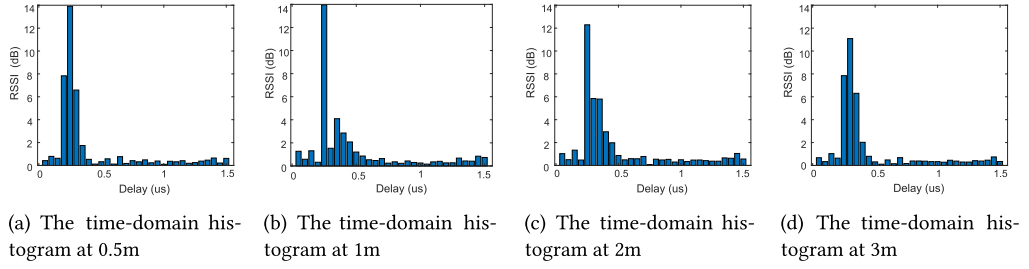 14
12
10
8
6
4
2
0
RSSI (dB)
0 0.5 1 1.5
Delay (us)
14
12
10
8
6
4
2
0
RSSI (dB)
0 0.5 1 1.5
Delay (us)
14
12
10
8
6
4
2
0
RSSI (dB)
0 0.5 1 1.5
Delay (us)
14
12
10
8
6
4
2
0
RSSI (dB)
0 0.5 1 1.5
Delay (us)
(a) The time-domain his-
togram at 0.5m
(b) The time-domain his-
togram at 1m
(c) The time-domain his-
togram at 2m
(d) The time-domain his-
togram at 3m